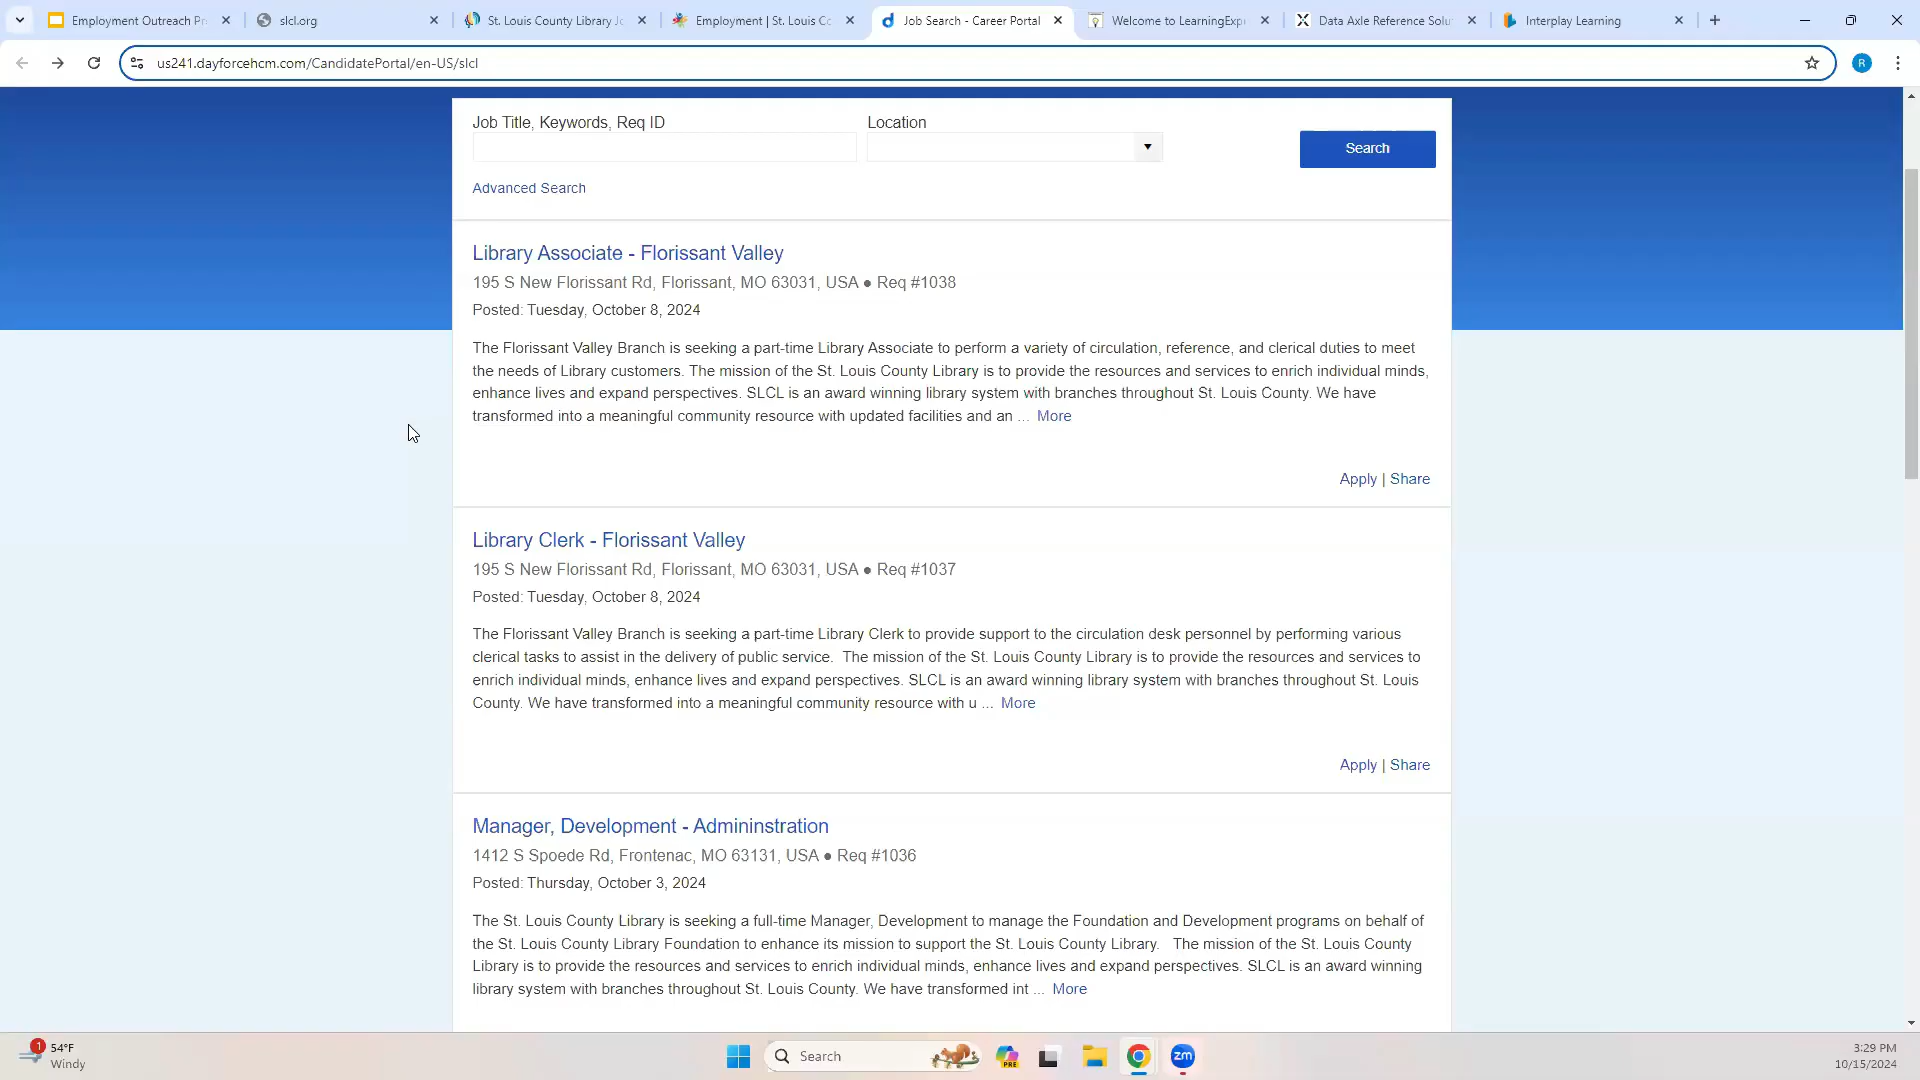 Employment Outreach Pr
slcl.org
St. Louis County Library Jo
Employment | St. Louis Co
Job Search - Career Portal
Welcome to LearningExp
Data Axle Reference Solu
Interplay Learning
us241.dayforcehcm.com/CandidatePortal/en-US/slcl
R
Job Title, Keywords, Req ID
Location
Search
Advanced Search
Library Associate - Florissant Valley
195 S New Florissant Rd, Florissant, MO 63031, USA ● Req #1038
Posted: Tuesday, October 8, 2024
The Florissant Valley Branch is seeking a part-time Library Associate to perform a variety of circulation, reference, and clerical duties to meet
the needs of Library customers. The mission of the St. Louis County Library is to provide the resources and services to enrich individual minds,
enhance lives and expand perspectives. SLCL is an award winning library system with branches throughout St. Louis County. We have
transformed into a meaningful community resource with updated facilities and an ... More
Apply | Share
Library Clerk - Florissant Valley
195 S New Florissant Rd, Florissant, MO 63031, USA ● Req #1037
Posted: Tuesday, October 8, 2024
The Florissant Valley Branch is seeking a part-time Library Clerk to provide support to the circulation desk personnel by performing various
clerical tasks to assist in the delivery of public service. The mission of the St. Louis County Library is to provide the resources and services to
enrich individual minds, enhance lives and expand perspectives. SLCL is an award winning library system with branches throughout St. Louis
County. We have transformed into a meaningful community resource with u ... More
Apply | Share
Manager, Development - Admininstration
1412 S Spoede Rd, Frontenac, MO 63131, USA ● Req #1036
Posted: Thursday, October 3, 2024
The St. Louis County Library is seeking a full-time Manager, Development to manage the Foundation and Development programs on behalf of
the St. Louis County Library Foundation to enhance its mission to support the St. Louis County Library. The mission of the St. Louis County
Library is to provide the resources and services to enrich individual minds, enhance lives and expand perspectives. SLCL is an award winning
library system with branches throughout St. Louis County. We have transformed int ... More
1
54°F
Windy
Search
PRE
zm
3:29 PM
10/15/2024